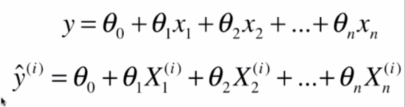 y = θ₀ + θ₁x₁ + θ₂x₂ + ...+ θₙxₙ
ŷ⁽ⁱ⁾ = θ₀ + θ₁X₁⁽ⁱ⁾ + θ₂X₂⁽ⁱ⁾ + ...+ θₙXₙ⁽ⁱ⁾